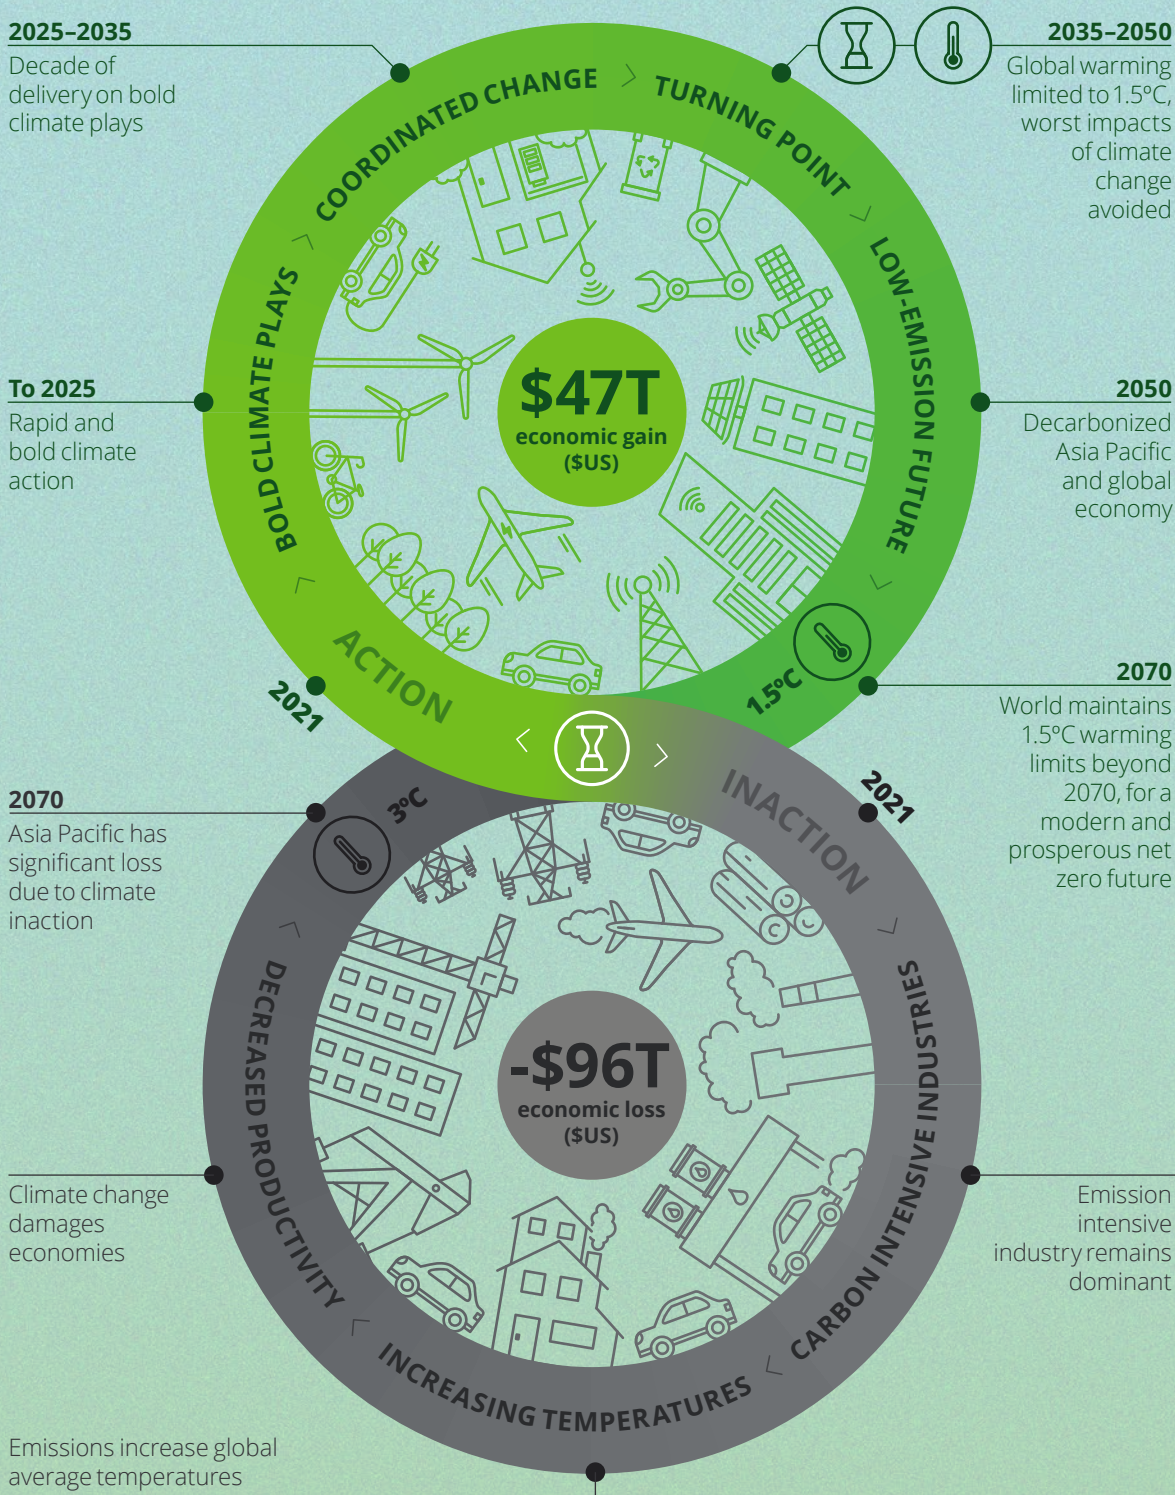 2025–2035
Decade of
delivery on bold
climate plays
2035–2050
Global warming
limited to 1.5ºC,
worst impacts
of climate
change
avoided
COORDINATED CHANGE
TURNING POINT
BOLD CLIMATE PLAYS
LOW-EMISSION FUTURE
To 2025
Rapid and
bold climate
action
$47T
economic gain
($US)
2050
Decarbonized
Asia Pacific
and global
economy
ACTION
2021
1.5ºC
2070
World maintains
1.5ºC warming
limits beyond
2070, for a
modern and
prosperous net
zero future
2070
Asia Pacific has
significant loss
due to climate
inaction
3ºC
INACTION
2021
DECREASED PRODUCTIVITY
CARBON INTENSIVE INDUSTRIES
-$96T
economic loss
($US)
Climate change
damages
economies
Emission
intensive
industry remains
dominant
INCREASING TEMPERATURES
Emissions increase global
average temperatures